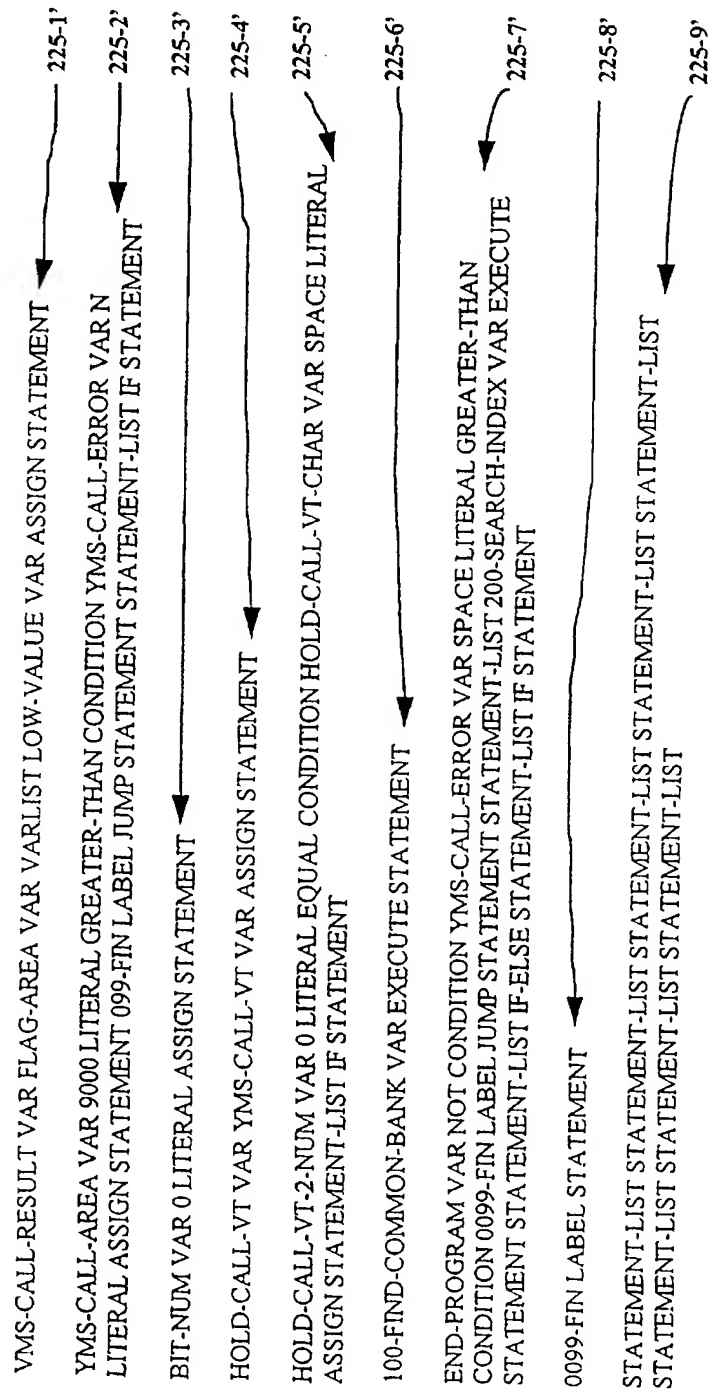 VMS-CALL-RESULT VAR FLAG-AREA VAR VARLIST LOW-VALUE VAR ASSIGN STATEMENT 225-1'
YMS-CALL-AREA VAR 9000 LITERAL GREATER-THAN CONDITION YMS-CALL-ERROR VAR N
LITERAL ASSIGN STATEMENT 099-FIN LABEL JUMP STATEMENT STATEMENT-LIST IF STATEMENT 225-2'
BIT-NUM VAR 0 LITERAL ASSIGN STATEMENT 225-3'
HOLD-CALL-VT VAR YMS-CALL-VT VAR ASSIGN STATEMENT 225-4'
HOLD-CALL-VT-2-NUM VAR 0 LITERAL EQUAL CONDITION HOLD-CALL-VT-CHAR VAR SPACE LITERAL 225-5'
ASSIGN STATEMENT-LIST IF STATEMENT
100-FIND-COMMON-BANK VAR EXECUTE STATEMENT 225-6'
END-PROGRAM VAR NOT CONDITION YMS-CALL-ERROR VAR SPACE LITERAL GREATER-THAN
CONDITION 0099-FIN LABEL JUMP STATEMENT STATEMENT-LIST 200-SEARCH-INDEX VAR EXECUTE 225-7'
STATEMENT STATEMENT-LIST IF-ELSE STATEMENT-LIST IF STATEMENT
0099-FIN LABEL STATEMENT 225-8'
STATEMENT-LIST STATEMENT-LIST STATEMENT-LIST STATEMENT-LIST STATEMENT-LIST 225-9'
STATEMENT-LIST STATEMENT-LIST STATEMENT-LIST